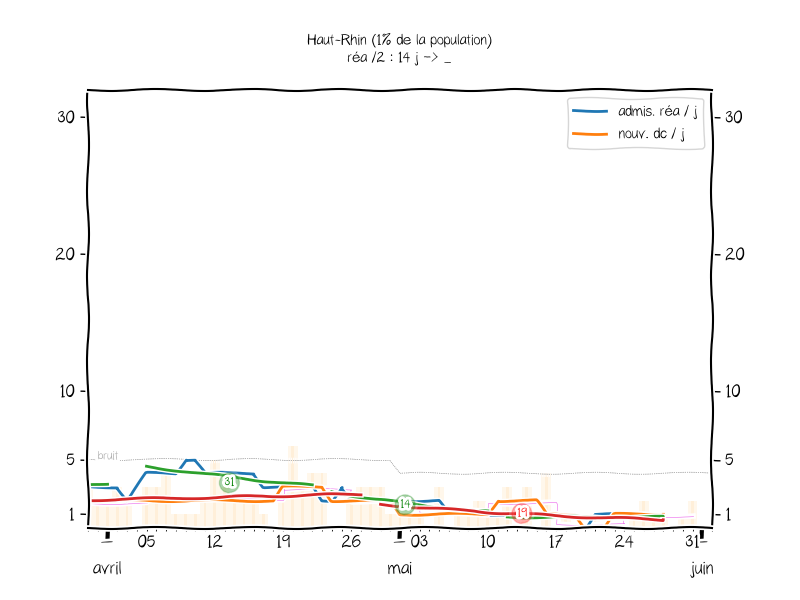 Haut-Rhin (1% de la population)
réa /2 : 14 j -> _
admis. réa / j
nouv. dc / j
30 30
20 20
10 10
5 5
1 1
bruit
31
14
19
05 12 19 26 03 10 17 24 31
avril mai juin